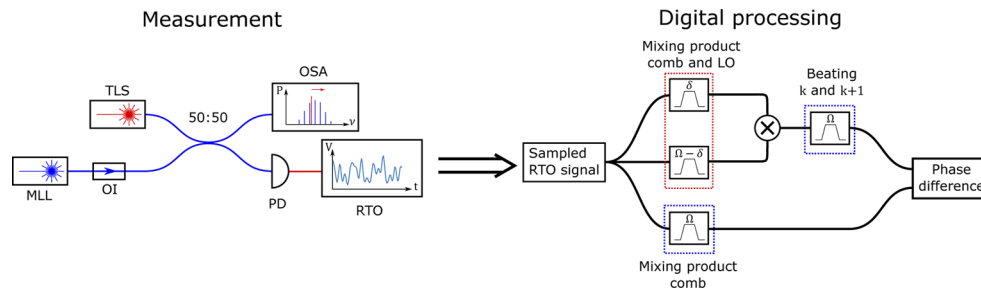 Measurement
TLS
50:50
OSA
P
ν
MLL
OI
PD
V
t
RTO
Digital processing
Mixing product
comb and LO
δ
Ω − δ
Beating
k and k+1
Ω
Sampled
RTO signal
Ω
Mixing product
comb
Phase
difference